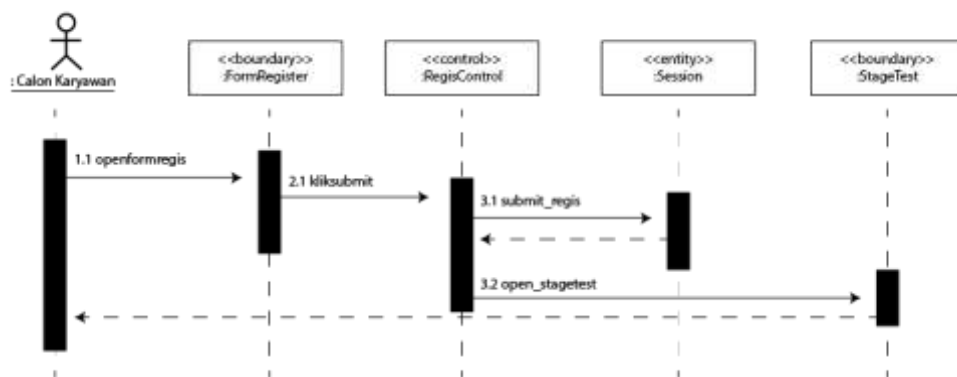 : Calon Karyawan
<<boundary>>
:FormRegister
<<control>>
:RegisControl
<<entity>>
:Session
<<boundary>>
:StageTest
1.1 openformregis
2.1 kliksubmit
3.1 submit_regis
3.2 open_stagetest